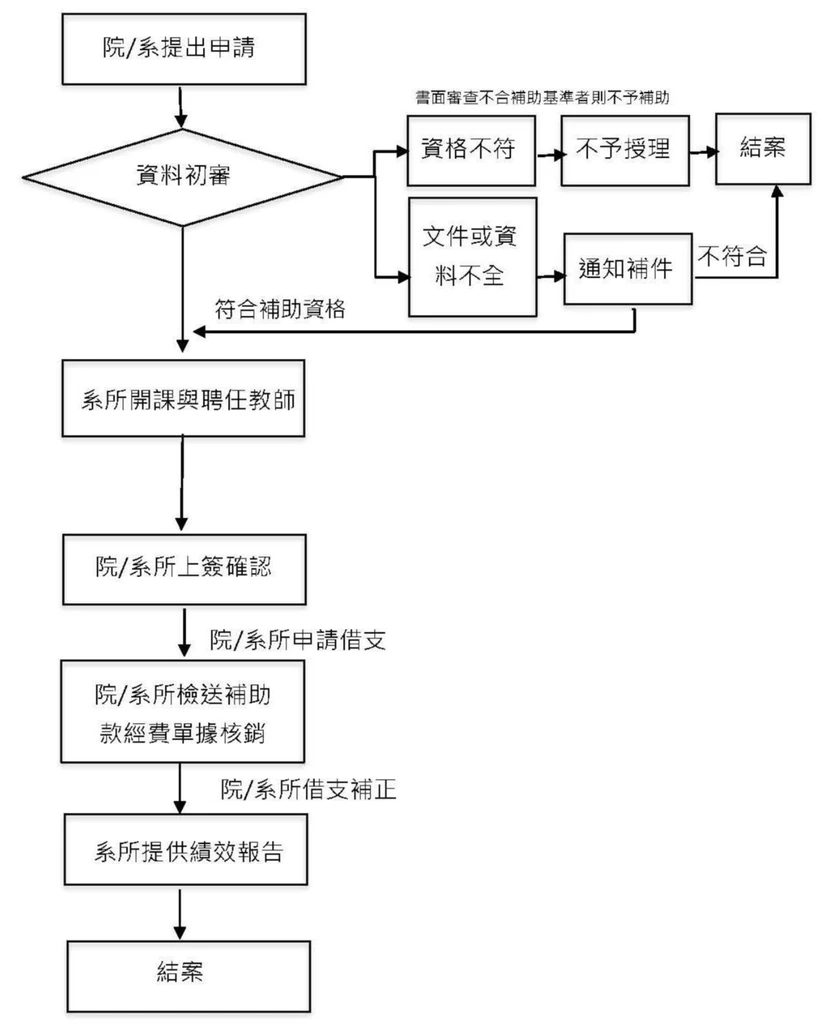 院/系提出申請
書面審查不合補助基準者則不予補助
資料初審
資格不符
不予授理
結案
文件或資
料不全
通知補件
不符合
符合補助資格
系所開課與聘任教師
院/系所上簽確認
院/系所申請借支
院/系所檢送補助
款經費單據核銷
院/系所借支補正
系所提供績效報告
結案